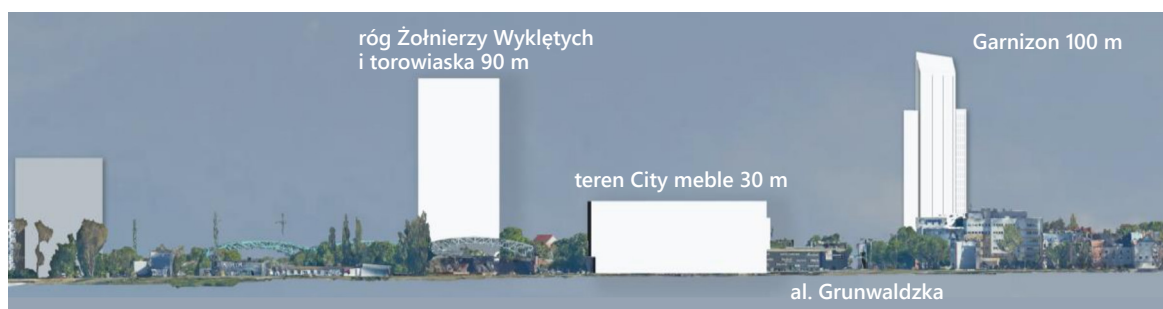 róg Żołnierzy Wyklętych
i torowiaska 90 m
Garnizon 100 m
teren City meble 30 m
al. Grunwaldzka